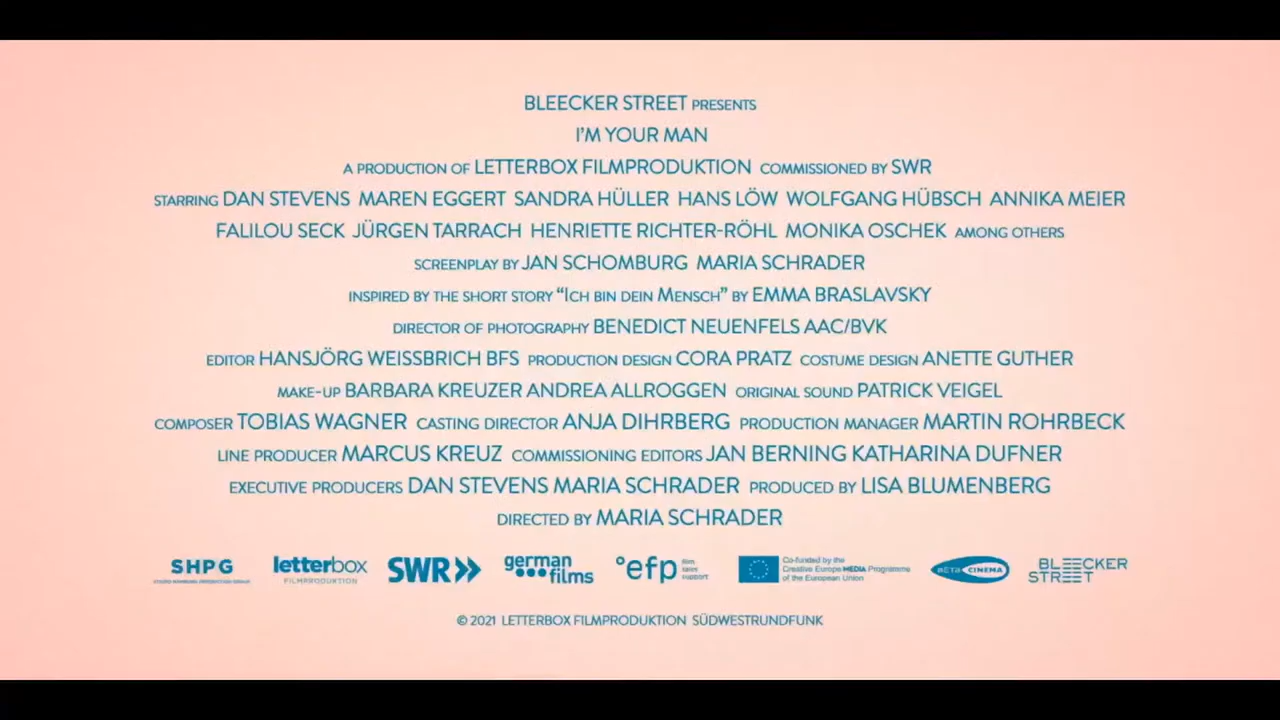 BLEECKER STREET PRESENTS
I'M YOUR MAN
A PRODUCTION OF LETTERBOX FILMPRODUKTION COMMISSIONED BY SWR
STARRING DAN STEVENS MAREN EGGERT SANDRA HÜLLER HANS LÖW WOLFGANG HÜBSCH ANNIKA MEIER
FALILOU SECK JÜRGEN TARRACH HENRIETTE RICHTER-RÖHL MONIKA OSCHEK AMONG OTHERS
SCREENPLAY BY JAN SCHOMBURG MARIA SCHRADER
INSPIRED BY THE SHORT STORY “ICH BIN DEIN MENSCH” BY EMMA BRASLAVSKY
DIRECTOR OF PHOTOGRAPHY BENEDICT NEUENFELS AAC/BVK
EDITOR HANSJÖRG WEISSBRICH BFS PRODUCTION DESIGN CORA PRATZ COSTUME DESIGN ANETTE GUTHER
MAKE-UP BARBARA KREUZER ANDREA ALLROGGEN ORIGINAL SOUND PATRICK VEIGEL
COMPOSER TOBIAS WAGNER CASTING DIRECTOR ANJA DIHRBERG PRODUCTION MANAGER MARTIN ROHRBECK
LINE PRODUCER MARCUS KREUZ COMMISSIONING EDITORS JAN BERNING KATHARINA DUFNER
EXECUTIVE PRODUCERS DAN STEVENS MARIA SCHRADER PRODUCED BY LISA BLUMENBERG
DIRECTED BY MARIA SCHRADER
SHPG
letterbox
FILMPRODUKTION
SWR
german
films
efp
film
sales
support
Co-funded by the
Creative Europe MEDIA Programme
of the European Union
BETA CINEMA
BLEECKER
STREET
© 2021 LETTERBOX FILMPRODUKTION SÜDWESTRUNDFUNK